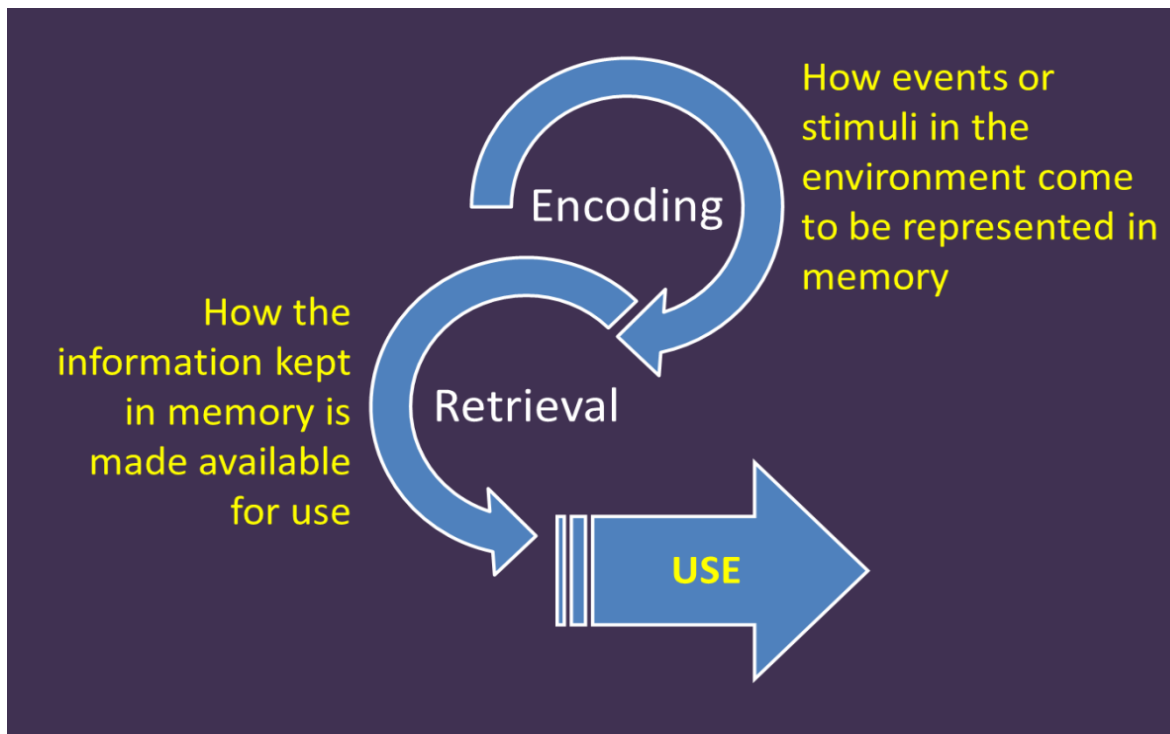 How events or
stimuli in the
environment come
to be represented in
memory
Encoding
How the
information kept
in memory is
made available
for use
Retrieval
USE